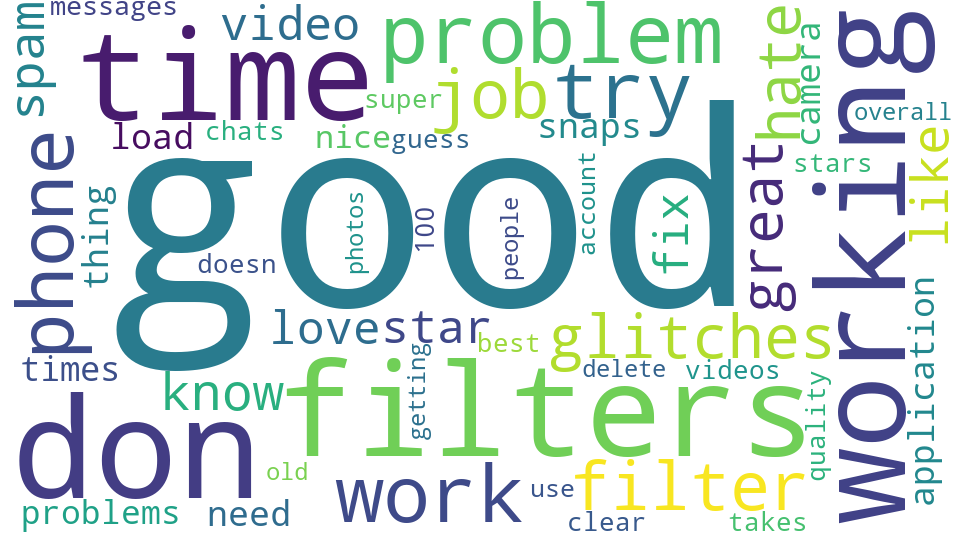 messages
spam
video
problem
time
hate
camera
working
job
try
super
overall
load
chats
nice
guess
snaps
like
phone
good
great
stars
thing
photos
100
people
account
fix
doesn
love
star
best
glitches
application
times
getting
delete
videos
know
filters
quality
don
old
work
use
filter
problems
need
clear
takes